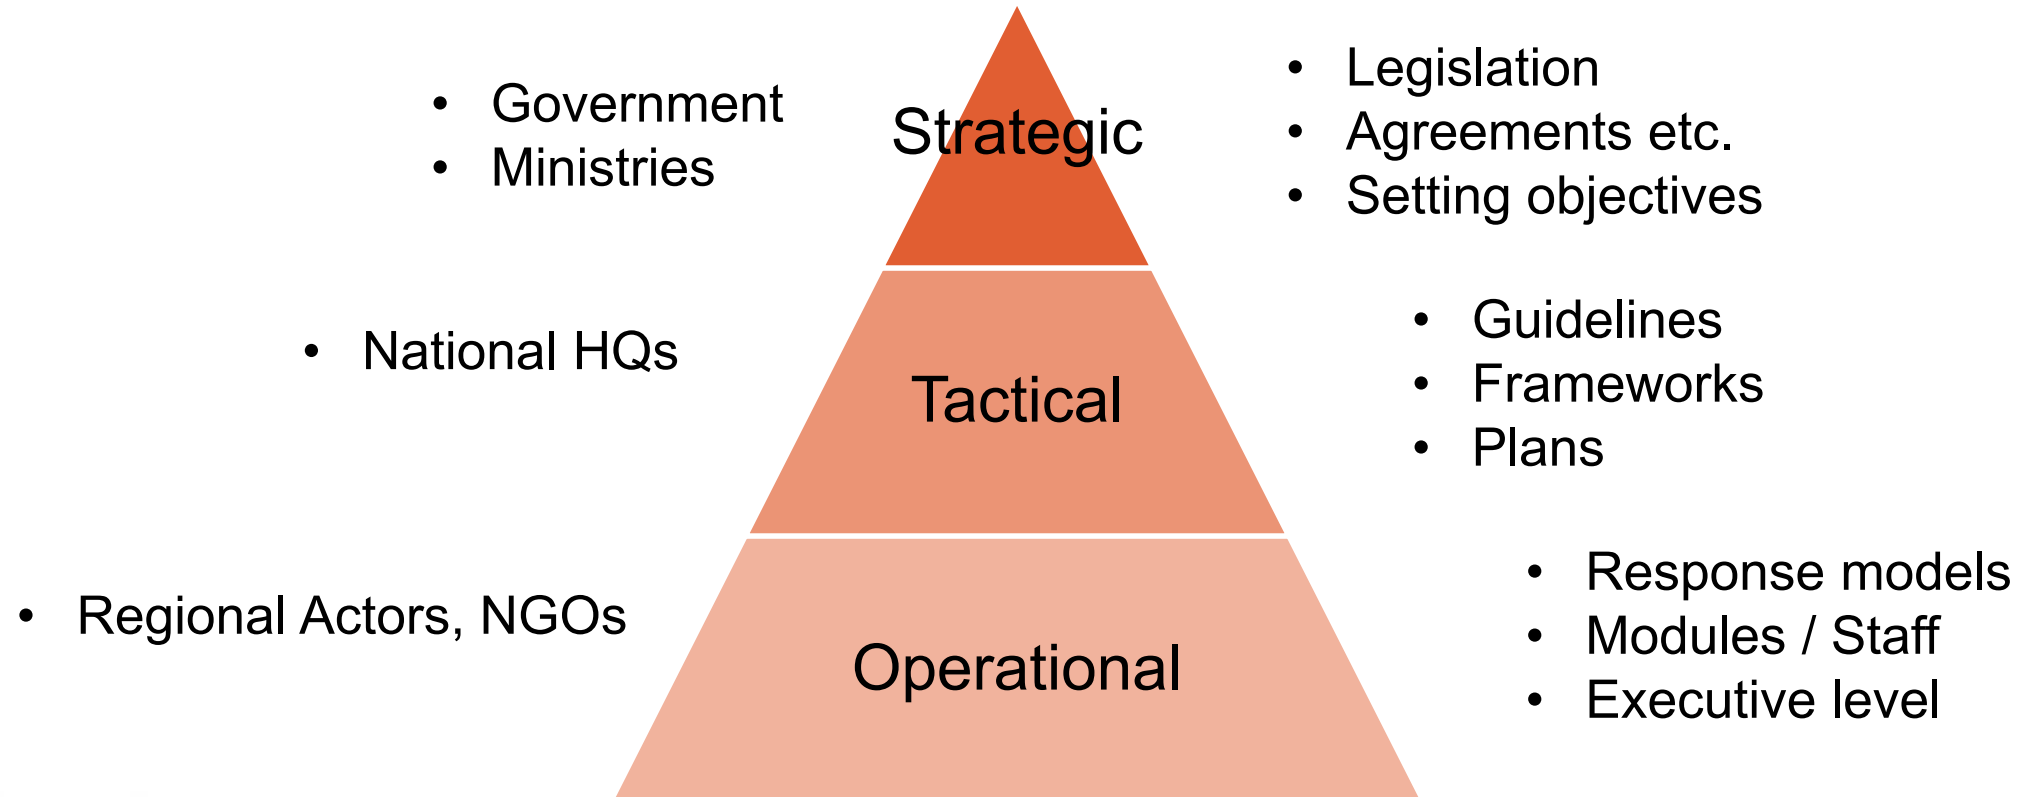 • Government
• Ministries
Strategic
• Legislation
• Agreements etc.
• Setting objectives
• National HQs
Tactical
• Guidelines
• Frameworks
• Plans
• Regional Actors, NGOs
Operational
• Response models
• Modules / Staff
• Executive level